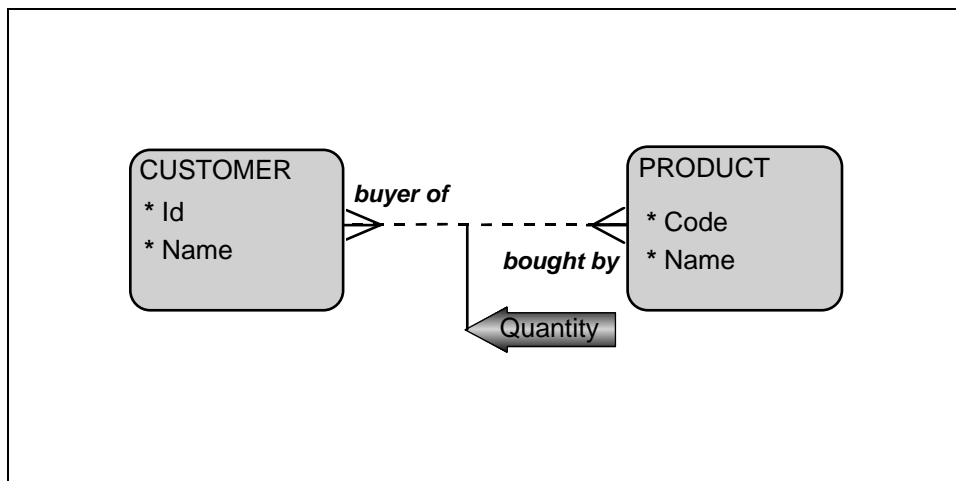 CUSTOMER
* Id
* Name
buyer of
bought by
PRODUCT
* Code
* Name
Quantity